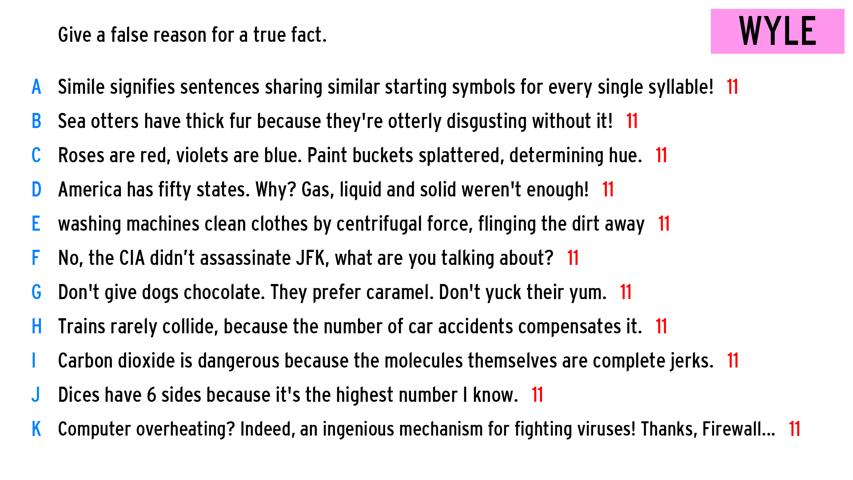 Give a false reason for a true fact.
WYLE
A Simile signifies sentences sharing similar starting symbols for every single syllable! 11
B Sea otters have thick fur because they're otterly disgusting without it! 11
C Roses are red, violets are blue. Paint buckets splattered, determining hue. 11
D America has fifty states. Why? Gas, liquid and solid weren't enough! 11
E washing machines clean clothes by centrifugal force, flinging the dirt away 11
F No, the CIA didn’t assassinate JFK, what are you talking about? 11
G Don't give dogs chocolate. They prefer caramel. Don't yuck their yum. 11
H Trains rarely collide, because the number of car accidents compensates it. 11
I Carbon dioxide is dangerous because the molecules themselves are complete jerks. 11
J Dices have 6 sides because it's the highest number I know. 11
K Computer overheating? Indeed, an ingenious mechanism for fighting viruses! Thanks, Firewall... 11